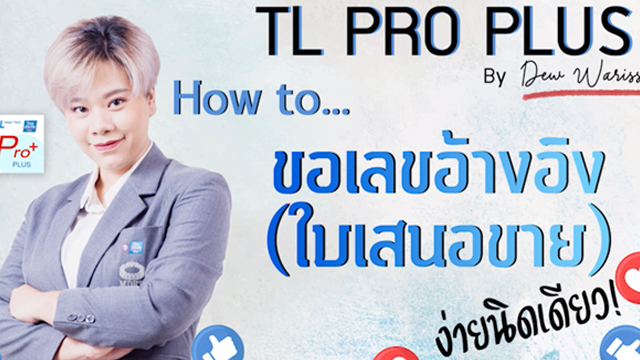 TL PRO PLUS
By Dew Wariss
How to...
Pro+
PLUS
ขอเลขอ้างอิง
(ใบเสนอขาย)
ง่ายนิดเดียว!